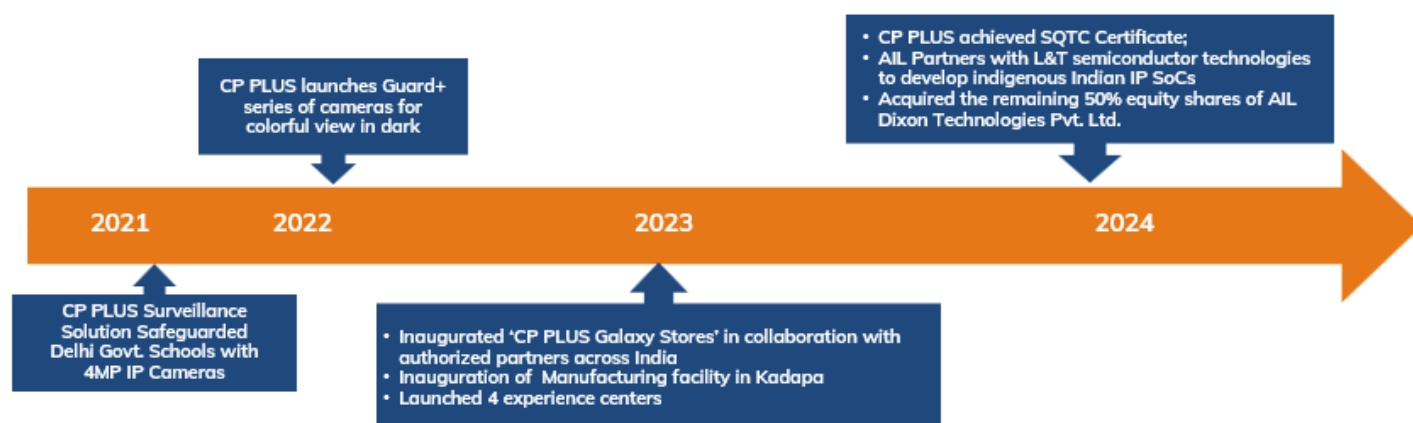 • CP PLUS achieved SQTC Certificate;
• AIL Partners with L&T semiconductor technologies
to develop indigenous Indian IP SoCs
• Acquired the remaining 50% equity shares of AIL
Dixon Technologies Pvt. Ltd.
CP PLUS launches Guard+
series of cameras for
colorful view in dark
2021
2022
2023
2024
CP PLUS Surveillance
Solution Safeguarded
Delhi Govt. Schools with
4MP IP Cameras
• Inaugurated ‘CP PLUS Galaxy Stores’ in collaboration with
authorized partners across India
• Inauguration of Manufacturing facility in Kadapa
• Launched 4 experience centers